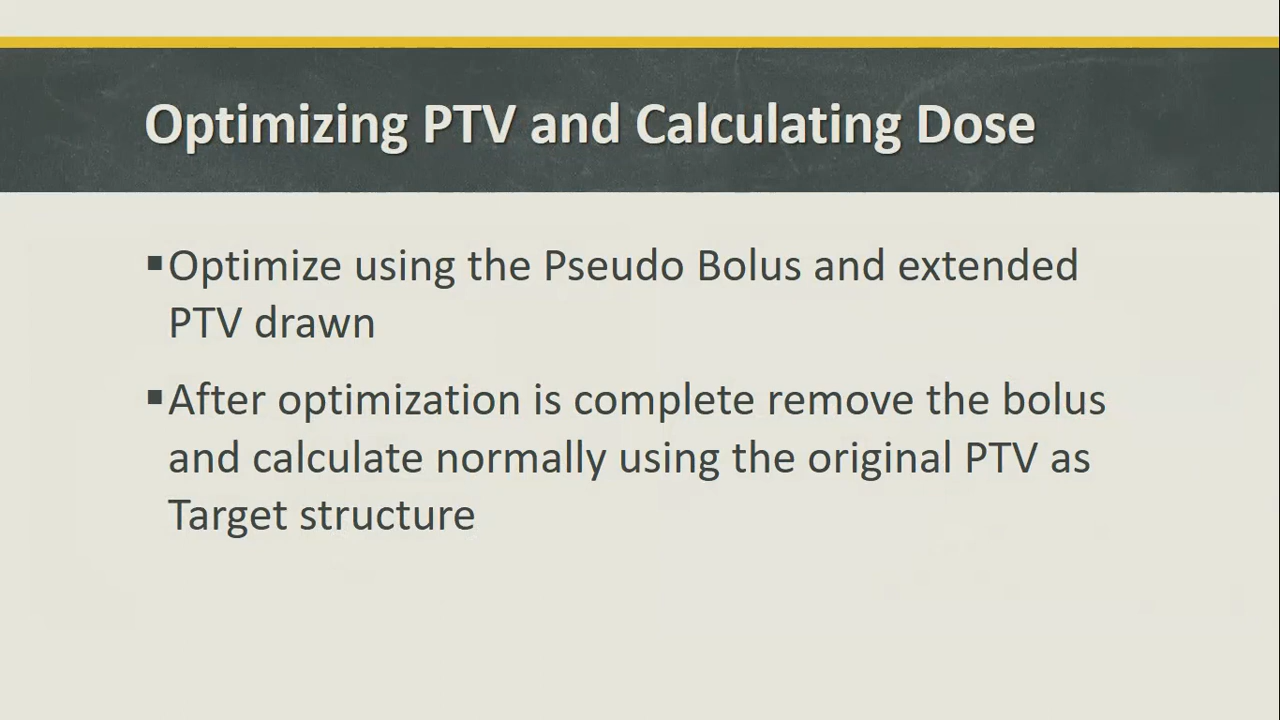 Optimizing PTV and Calculating Dose
▪Optimize using the Pseudo Bolus and extended
PTV drawn
▪After optimization is complete remove the bolus
and calculate normally using the original PTV as
Target structure